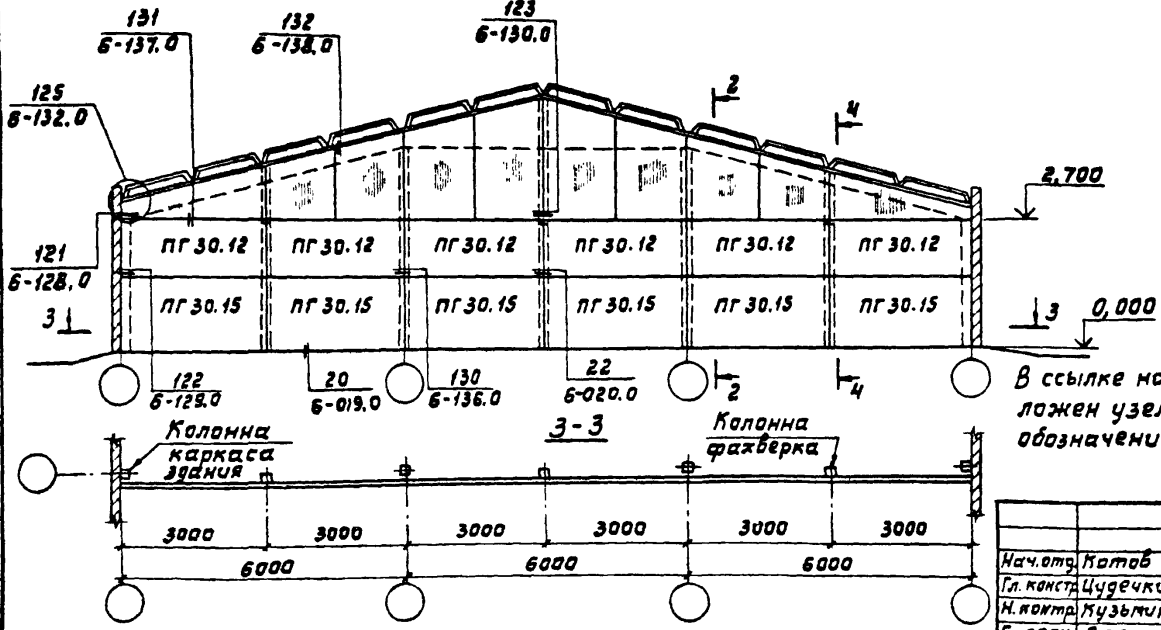 131
6-137.0
132
6-138.0
123
6-130.0
125
6-132.0
2
4
2,700
ПГ 30.12 ПГ 30.12 ПГ 30.12 ПГ 30.12 ПГ 30.12 ПГ 30.12
121
6-128.0
ПГ 30.15 ПГ 30.15 ПГ 30.15 ПГ 30.15 ПГ 30.15 ПГ 30.15
3
3
0,000
122
6-129.0
20
6-019.0
130
6-136.0
22
6-020.0
2
4
В ссылке
ложен
обозначени
3-3
Колонна
каркаса
здания
Колонна
фахверка
3000 3000 3000 3000 3000 3000
6000 6000 6000
Нач.отд Котов
Гл. констр
Н.контр